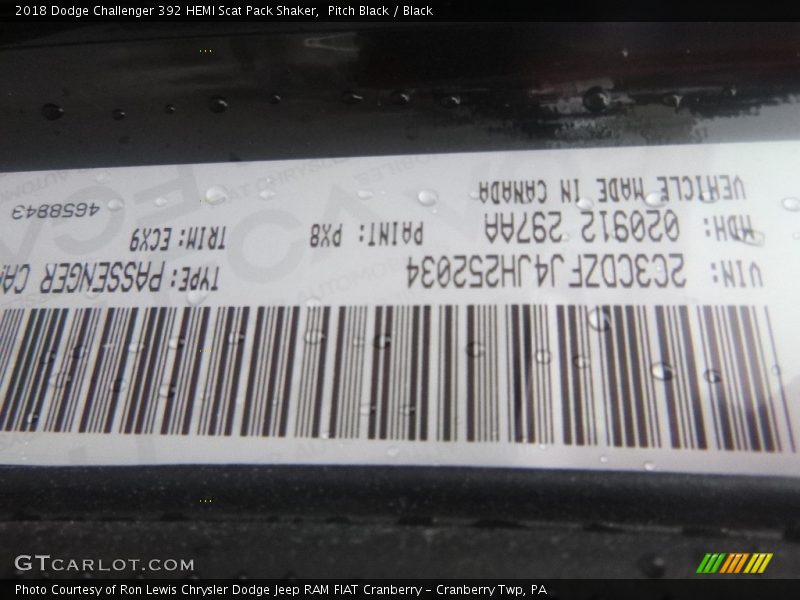 2018 Dodge Challenger 392 HEMI Scat Pack Shaker, Pitch Black / Black
VIN: 2C3CDZFJ4JH252034 TYPE: PASSENGER CA
MDH: 020912 297AA PAINT: PX8 TRIM: ECX9
VEHICLE MADE IN CANADA 4658843
GTCARLOT.COM
Photo Courtesy of Ron Lewis Chrysler Dodge Jeep RAM FIAT Cranberry - Cranberry Twp, PA